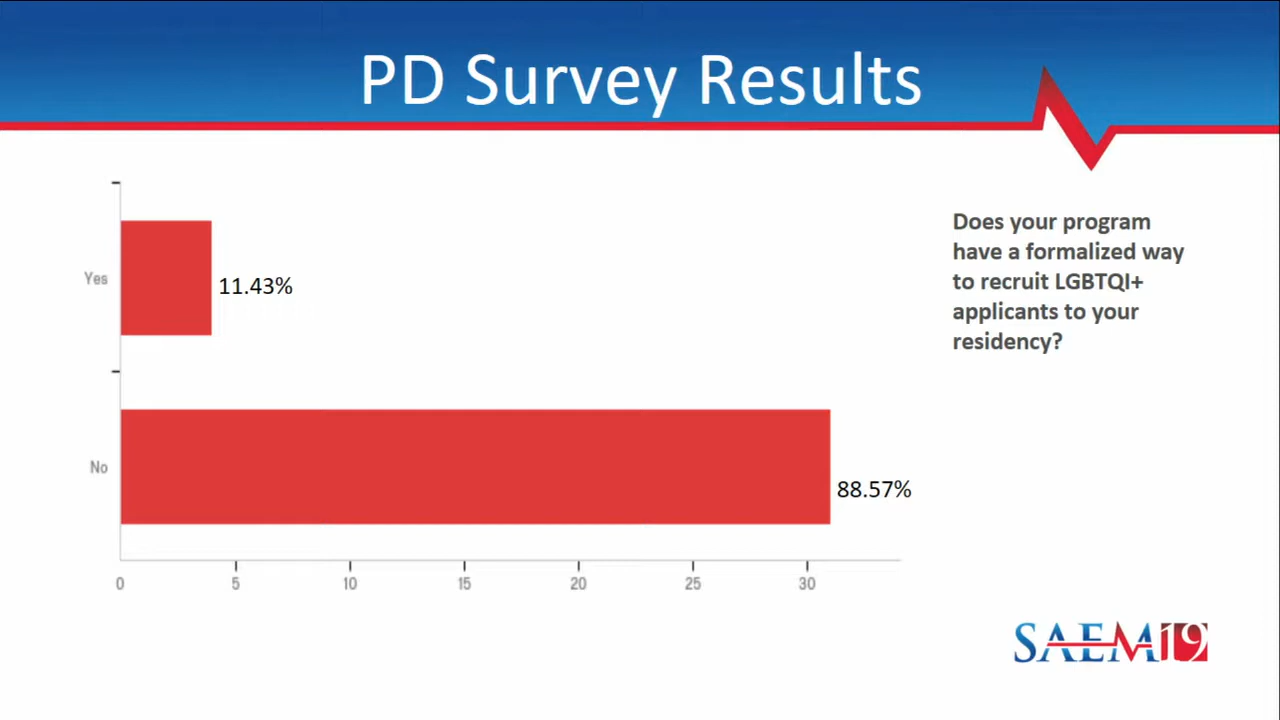 PD Survey Results
Yes
11.43%
No
88.57%
0 5 10 15 20 25 30
Does your program
have a formalized way
to recruit LGBTQI+
applicants to your
residency?
SAEM19